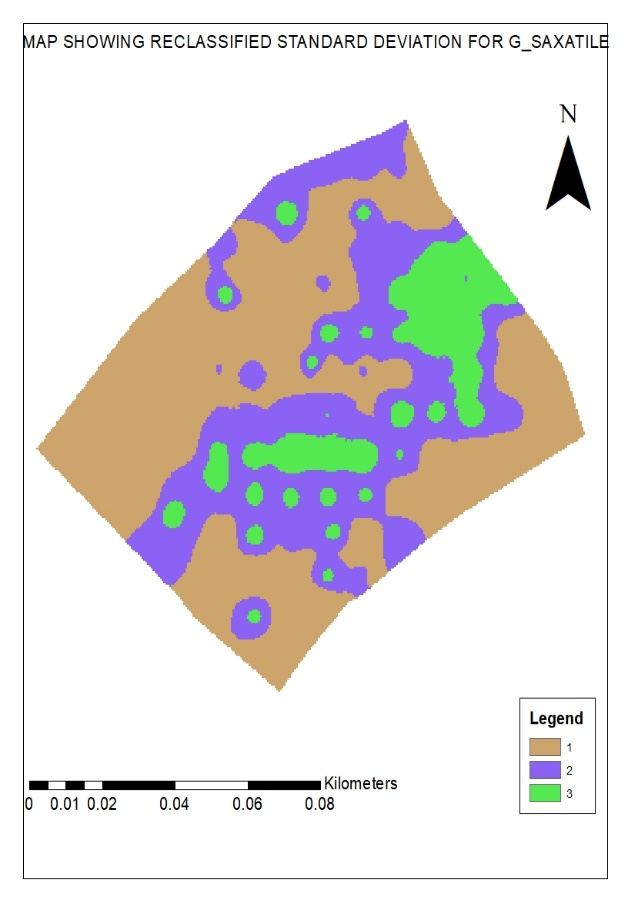 MAP SHOWING RECLASSIFIED STANDARD DEVIATION FOR G_SAXATILE
N
Legend
1
2
3
Kilometers
0 0.01 0.02 0.04 0.06 0.08